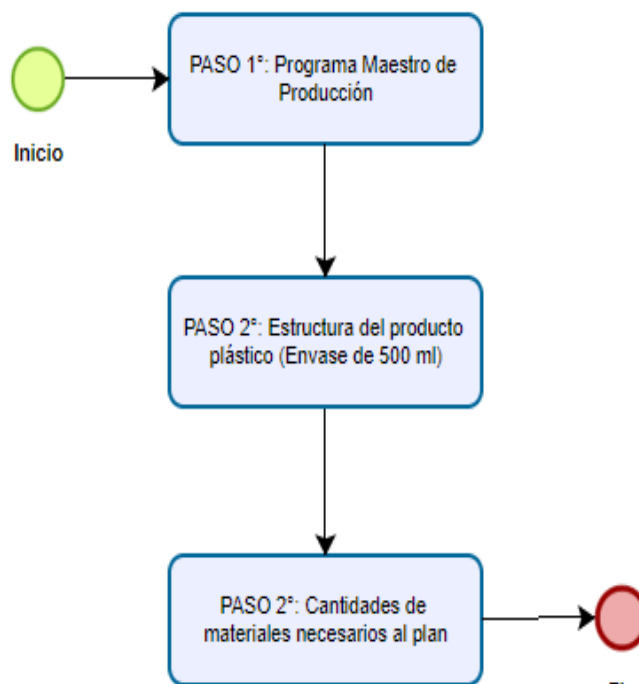 PASO 1°: Programa Maestro de
Producción
Inicio
PASO 2°: Estructura del producto
plástico (Envase de 500 ml)
PASO 2°: Cantidades de
materiales necesarios al plan